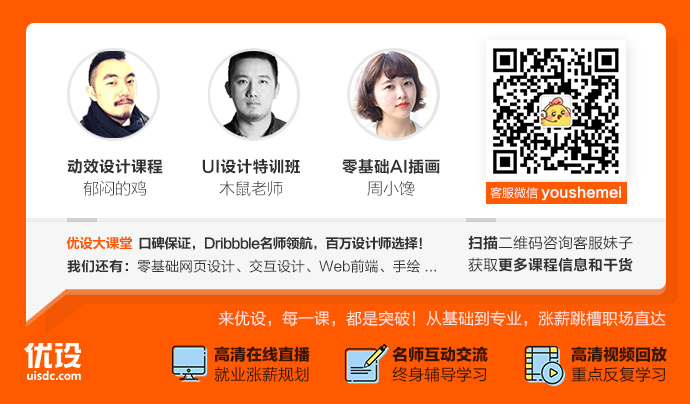 动效设计课程
郁闷的鸡
UI设计特训班
木鼠老师
零基础AI插画
周小馋
客服微信 youshemei
优设大课堂 口碑保证，Dribbble名师领航，百万设计师选择！
我们还有：零基础网页设计、交互设计、Web前端、手绘 ...
扫描二维码咨询客服妹子
获取更多课程信息和干货
来优设，每一课，都是突破！从基础到专业，涨薪跳槽职场直达
优设
uisdc.com
高清在线直播
就业涨薪规划
名师互动交流
终身辅导学习
高清视频回放
重点反复学习